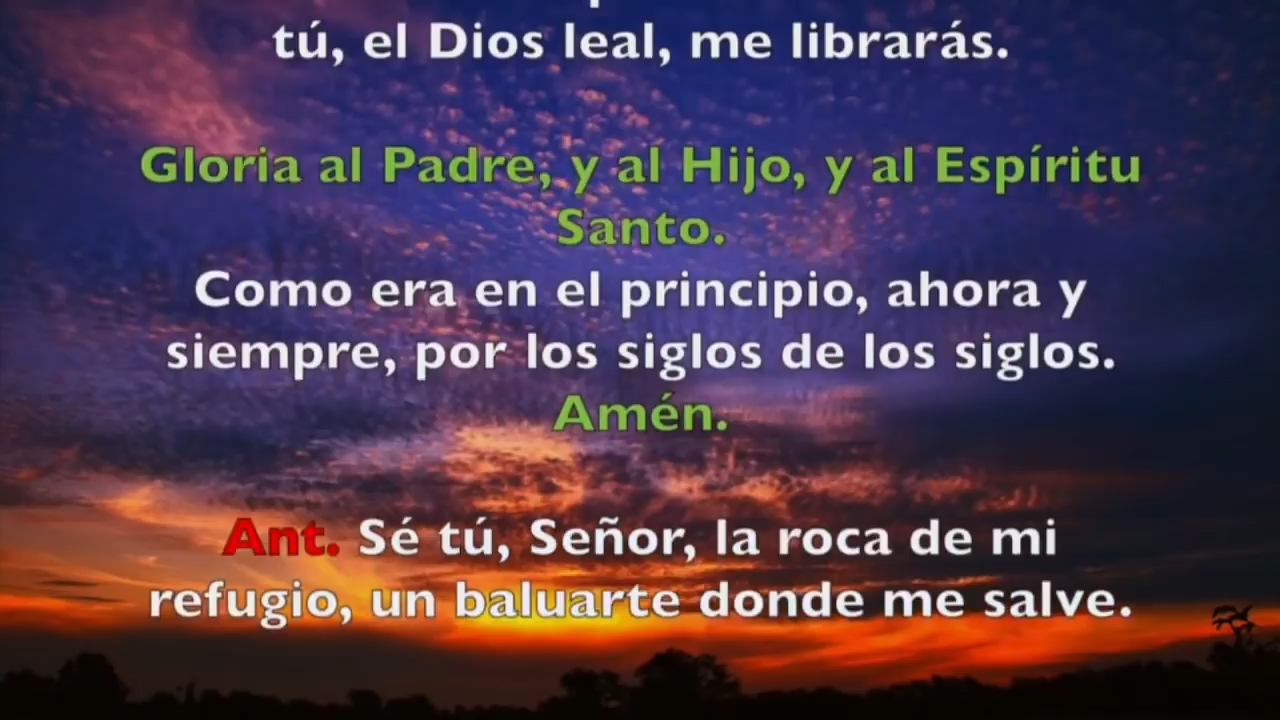 tú, el Dios leal, me librarás.
Gloria al Padre, y al Hijo, y al Espíritu
Santo.
Como era en el principio, ahora y
siempre, por los siglos de los siglos.
Amén.
Ant. Sé tú, Señor, la roca de mi
refugio, un baluarte donde me salve.